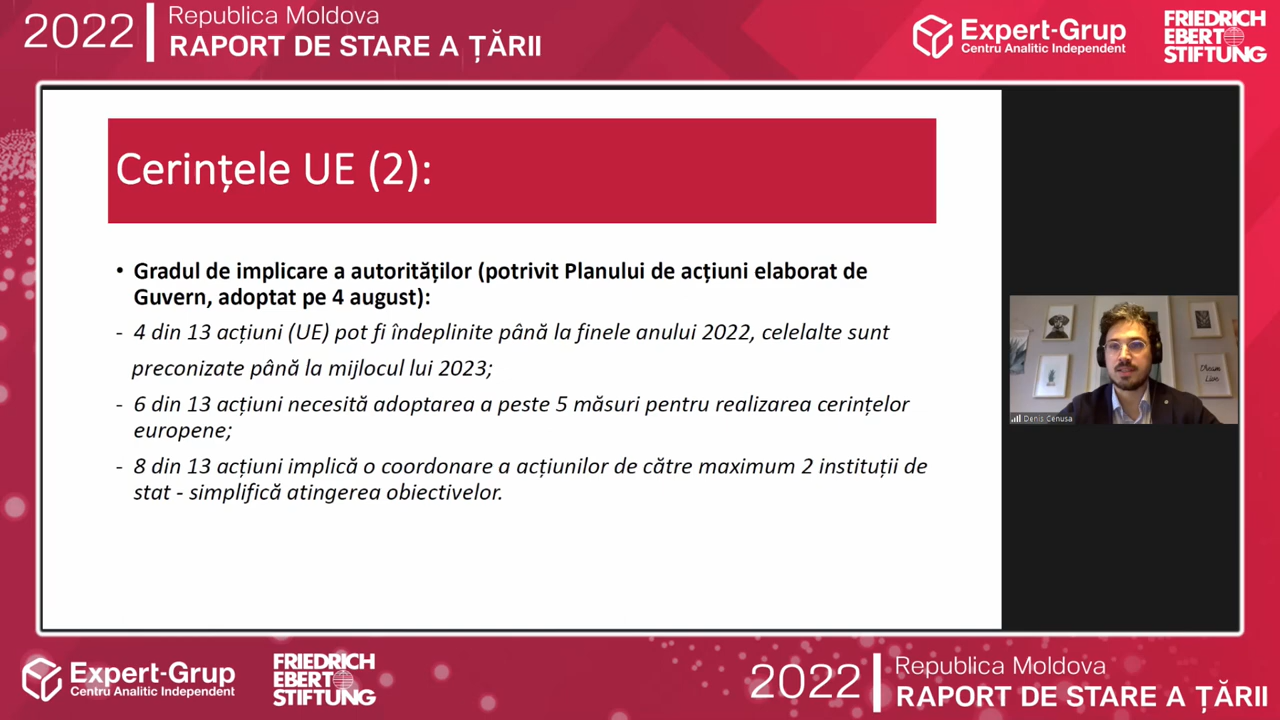 2022
Republica Moldova
RAPORT DE STARE A ȚĂRII
Expert-Grup
Centru Analitic Independent
FRIEDRICH
EBERT
STIFTUNG
Cerințele UE (2):
• Gradul de implicare a autorităților (potrivit Planului de acțiuni elaborat de
Guvern, adoptat pe 4 august):
- 4 din 13 acțiuni (UE) pot fi îndeplinite până la finele anului 2022, celelalte sunt
preconizate până la mijlocul lui 2023;
- 6 din 13 acțiuni necesită adoptarea a peste 5 măsuri pentru realizarea cerințelor
europene;
- 8 din 13 acțiuni implică o coordonare a acțiunilor de către maximum 2 instituții de
stat - simplifică atingerea obiectivelor.
Dream
Live
Denis Cenusa
Expert-Grup
Centru Analitic Independent
FRIEDRICH
EBERT
STIFTUNG
2022
Republica Moldova
RAPORT DE STARE A ȚĂRII